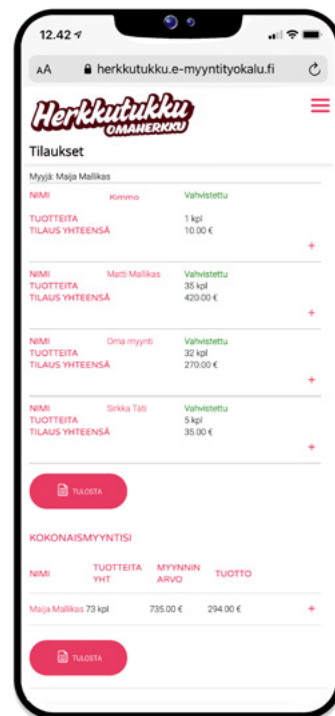 12.42
AA herkkutukku.e-myyntityokalu.fi
Herkkutukku
OMAHERKKU
Tilaukset
Myyjä: Maija Mallikas
NIMI Kimmo Vahvistettu
TUOTTEITA 1 kpl
TILAUS YHTEENSÄ 10.00 €
+
NIMI Matti Mallikas Vahvistettu
TUOTTEITA 35 kpl
TILAUS YHTEENSÄ 420.00 €
+
NIMI Oma myynti Vahvistettu
TUOTTEITA 32 kpl
TILAUS YHTEENSÄ 270.00 €
+
NIMI Sirkka Täti Vahvistettu
TUOTTEITA 5 kpl
TILAUS YHTEENSÄ 35.00 €
+
TULOSTA
KOKONAISMYYNTISI
NIMI TUOTTEITA YHT MYYNNIN ARVO TUOTTO
Maija Mallikas 73 kpl 735.00 € 294.00 € +
TULOSTA